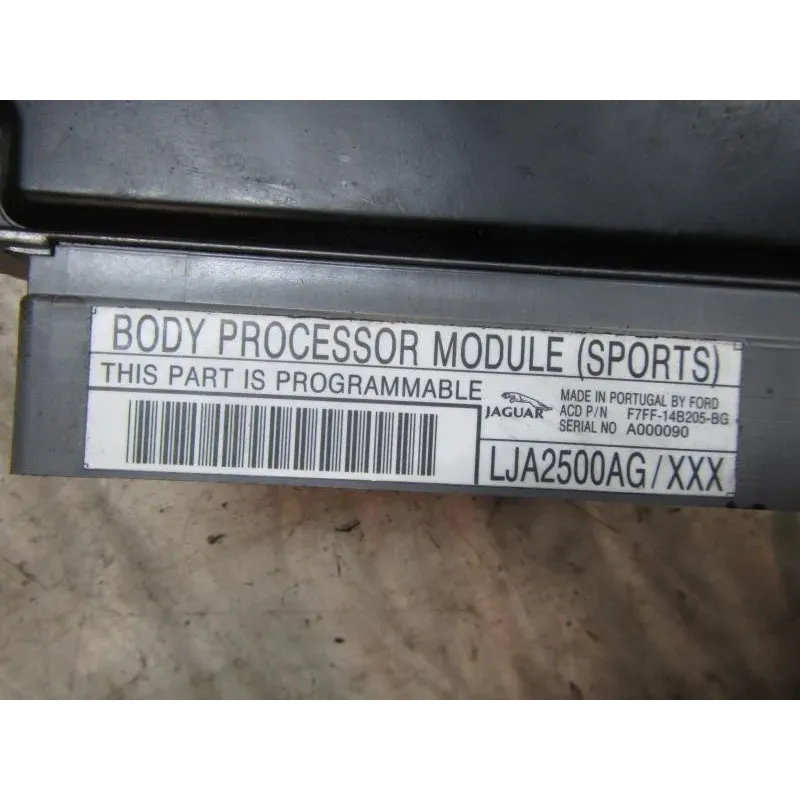 BODY PROCESSOR MODULE (SPORTS)
THIS PART IS PROGRAMMABLE
JAGUAR
MADE IN PORTUGAL BY FORD
ACD P/N F7FF-14B205-BG
SERIAL NO A000090
LJA2500AG/XXX